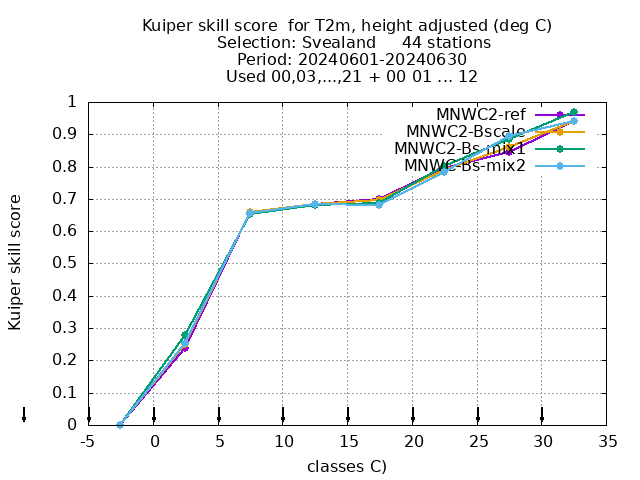 Kuiper skill score  for T2m, height adjusted (deg C)
Selection: Svealand     44 stations
Period: 20240601-20240630
Used 00,03,...,21 + 00 01 ... 12
Kuiper skill score
1
0.9
0.8
0.7
0.6
0.5
0.4
0.3
0.2
0.1
0
MNWC2-ref
MNWC2-Bscale
MNWC2-Bs-mix1
MNWC-Bs-mix2
-5 0 5 10 15 20 25 30 35
classes C)